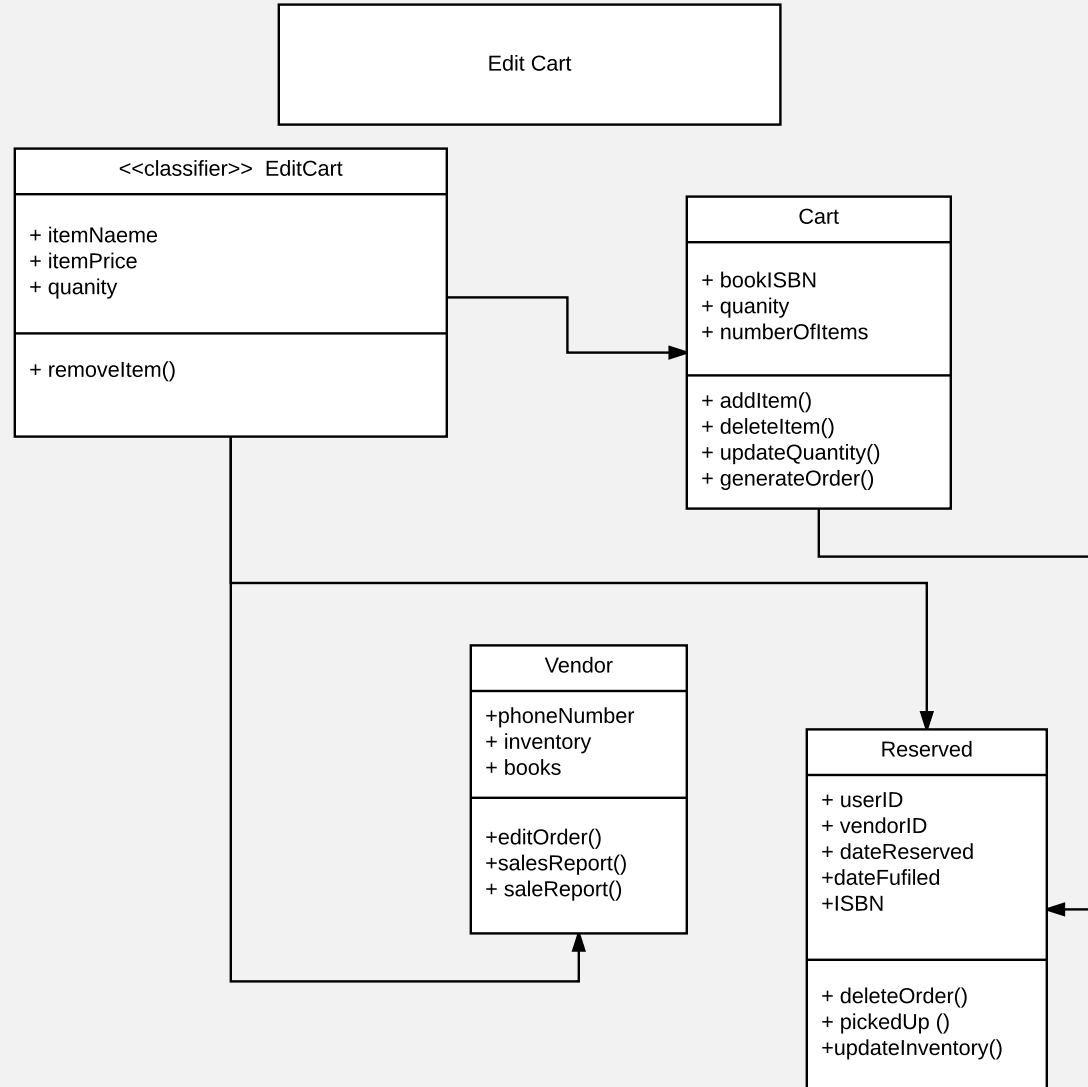 Edit Cart
<<classifier>>  EditCart
+ itemNaeme
+ itemPrice
+ quanity
+ removeItem()
Cart
+ bookISBN
+ quanity
+ numberOfItems
+ addItem()
+ deleteItem()
+ updateQuantity()
+ generateOrder()
Vendor
+phoneNumber
+ inventory
+ books
+editOrder()
+salesReport()
+ saleReport()
Reserved
+ userID
+ vendorID
+ dateReserved
+dateFufiled
+ISBN
+ deleteOrder()
+ pickedUp ()
+updateInventory()